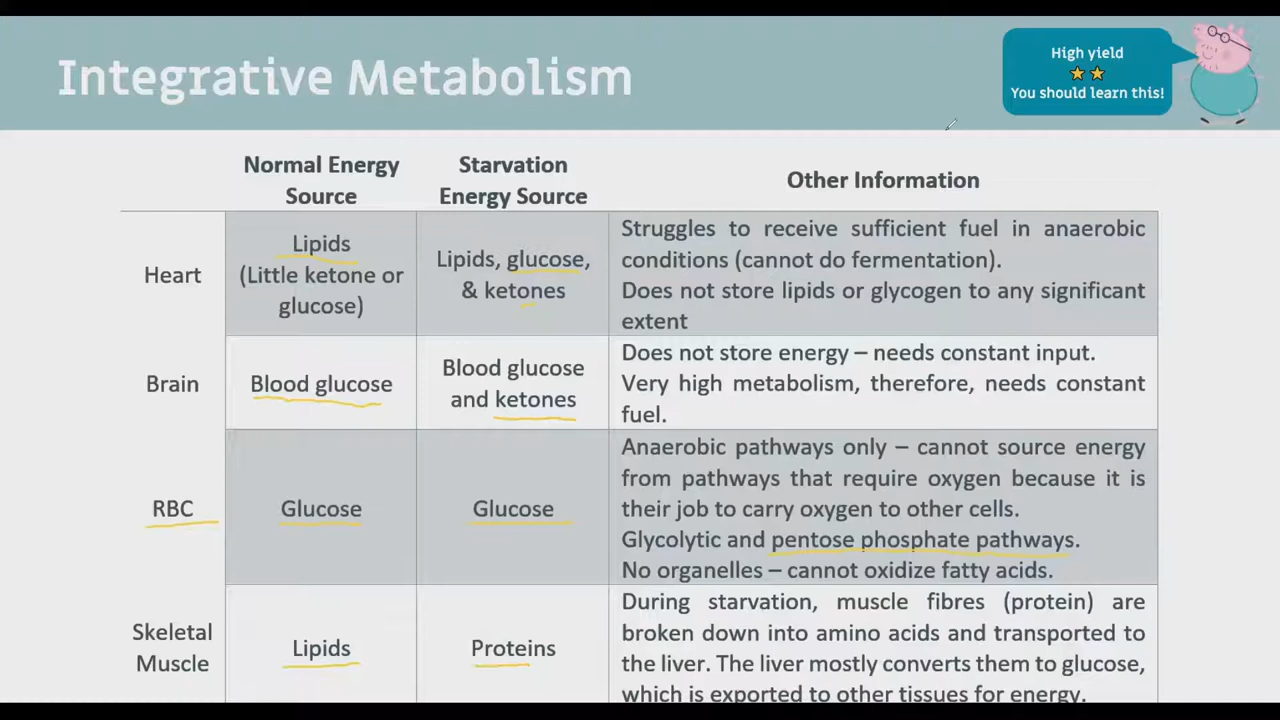 Integrative Metabolism
High yield
You should learn this!
Normal Energy
Source
Starvation
Energy Source
Other Information
Heart
Lipids
(Little ketone or
glucose)
Lipids, glucose,
& ketones
Struggles to receive sufficient fuel in anaerobic
conditions (cannot do fermentation).
Does not store lipids or glycogen to any significant
extent
Brain
Blood glucose
Blood glucose
and ketones
Does not store energy – needs constant input.
Very high metabolism, therefore, needs constant
fuel.
RBC
Glucose
Glucose
Anaerobic pathways only – cannot source energy
from pathways that require oxygen because it is
their job to carry oxygen to other cells.
Glycolytic and pentose phosphate pathways.
No organelles – cannot oxidize fatty acids.
Skeletal
Muscle
Lipids
Proteins
During starvation, muscle fibres (protein) are
broken down into amino acids and transported to
the liver. The liver mostly converts them to glucose,
which is exported to other tissues for energy.